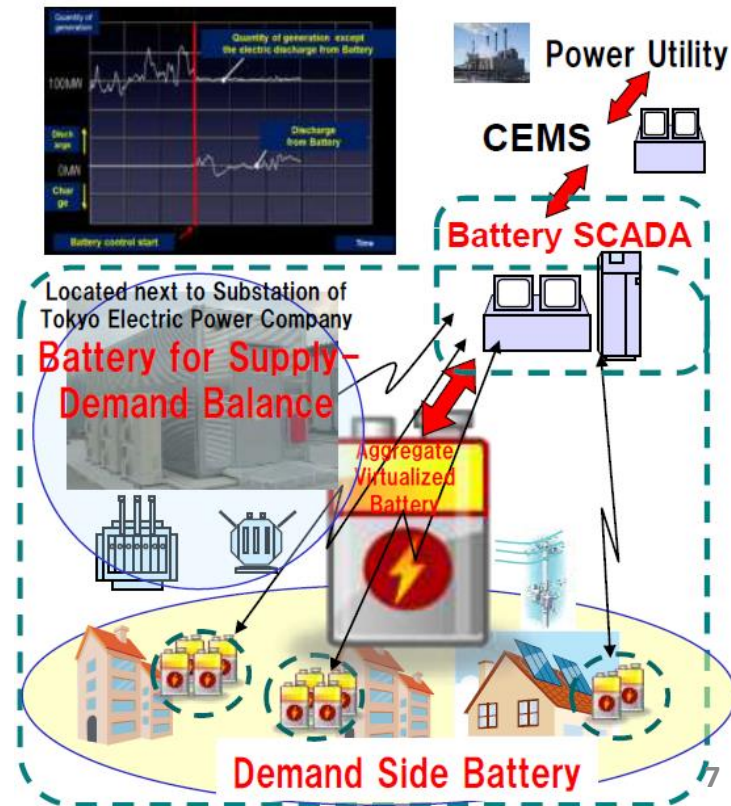 Quantity of
generation
Quantity of generation except
the electric discharge from Battery
100MW
Disch
arge
Discharge
from Battery
0MW
Char
ge
Battery control start
Time
Power Utility
CEMS
Battery SCADA
Located next to Substation of
Tokyo Electric Power Company
Battery for Supply-
Demand Balance
Aggregate
Virtualized
Battery
Demand Side Battery
7